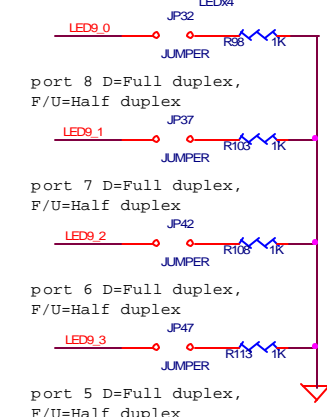 LEDx4
JP32
LED9_0
R98 1K
JUMPER
port 8 D=Full duplex,
F/U=Half duplex
JP37
LED9_1
R103 1K
JUMPER
port 7 D=Full duplex,
F/U=Half duplex
JP42
LED9_2
R108 1K
JUMPER
port 6 D=Full duplex,
F/U=Half duplex
JP47
LED9_3
R113 1K
JUMPER
port 5 D=Full duplex,
F/U=Half duplex